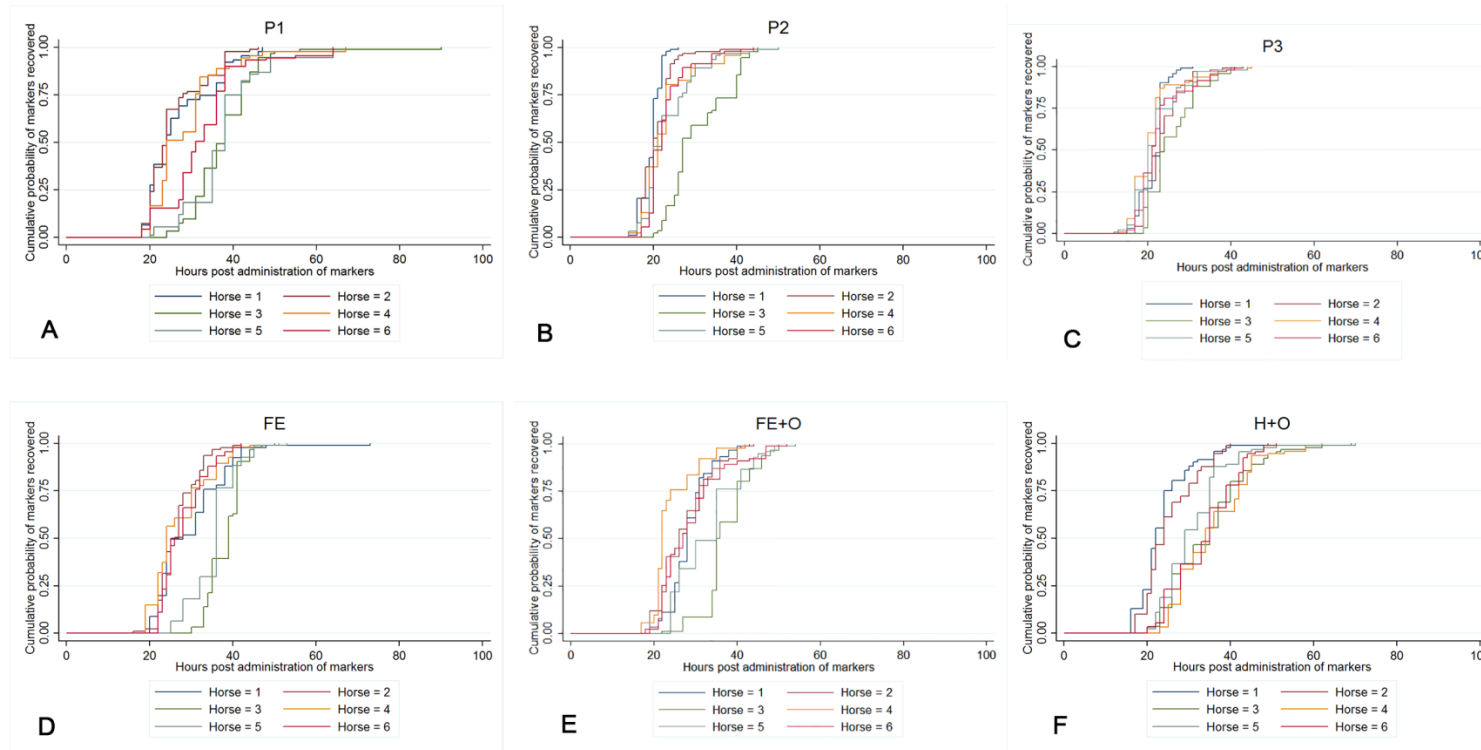 P1
Cumulative probability of markers recovered
0.00 0.25 0.50 0.75 1.00
0 20 40 60 80 100
Hours post administration of markers
Horse = 1 Horse = 2
Horse = 3 Horse = 4
Horse = 5 Horse = 6
A
P2
Cumulative probability of markers recovered
0.00 0.25 0.50 0.75 1.00
0 20 40 60 80 100
Hours post administration of markers
Horse = 1 Horse = 2
Horse = 3 Horse = 4
Horse = 5 Horse = 6
B
P3
Cumulative probability of markers recovered
0.00 0.25 0.50 0.75 1.00
0 20 40 60 80 100
Hours post administration of markers
Horse = 1 Horse = 2
Horse = 3 Horse = 4
Horse = 5 Horse = 6
C
FE
Cumulative probability of markers recovered
0.00 0.25 0.50 0.75 1.00
0 20 40 60 80 100
Hours post administration of markers
Horse = 1 Horse = 2
Horse = 3 Horse = 4
Horse = 5 Horse = 6
D
FE+O
Cumulative probability of markers recovered
0.00 0.25 0.50 0.75 1.00
0 20 40 60 80 100
Hours post administration of markers
Horse = 1 Horse = 2
Horse = 3 Horse = 4
Horse = 5 Horse = 6
E
H+O
Cumulative probability of markers recovered
0.00 0.25 0.50 0.75 1.00
0 20 40 60 80 100
Hours post administration of markers
Horse = 1 Horse = 2
Horse = 3 Horse = 4
Horse = 5 Horse = 6
F